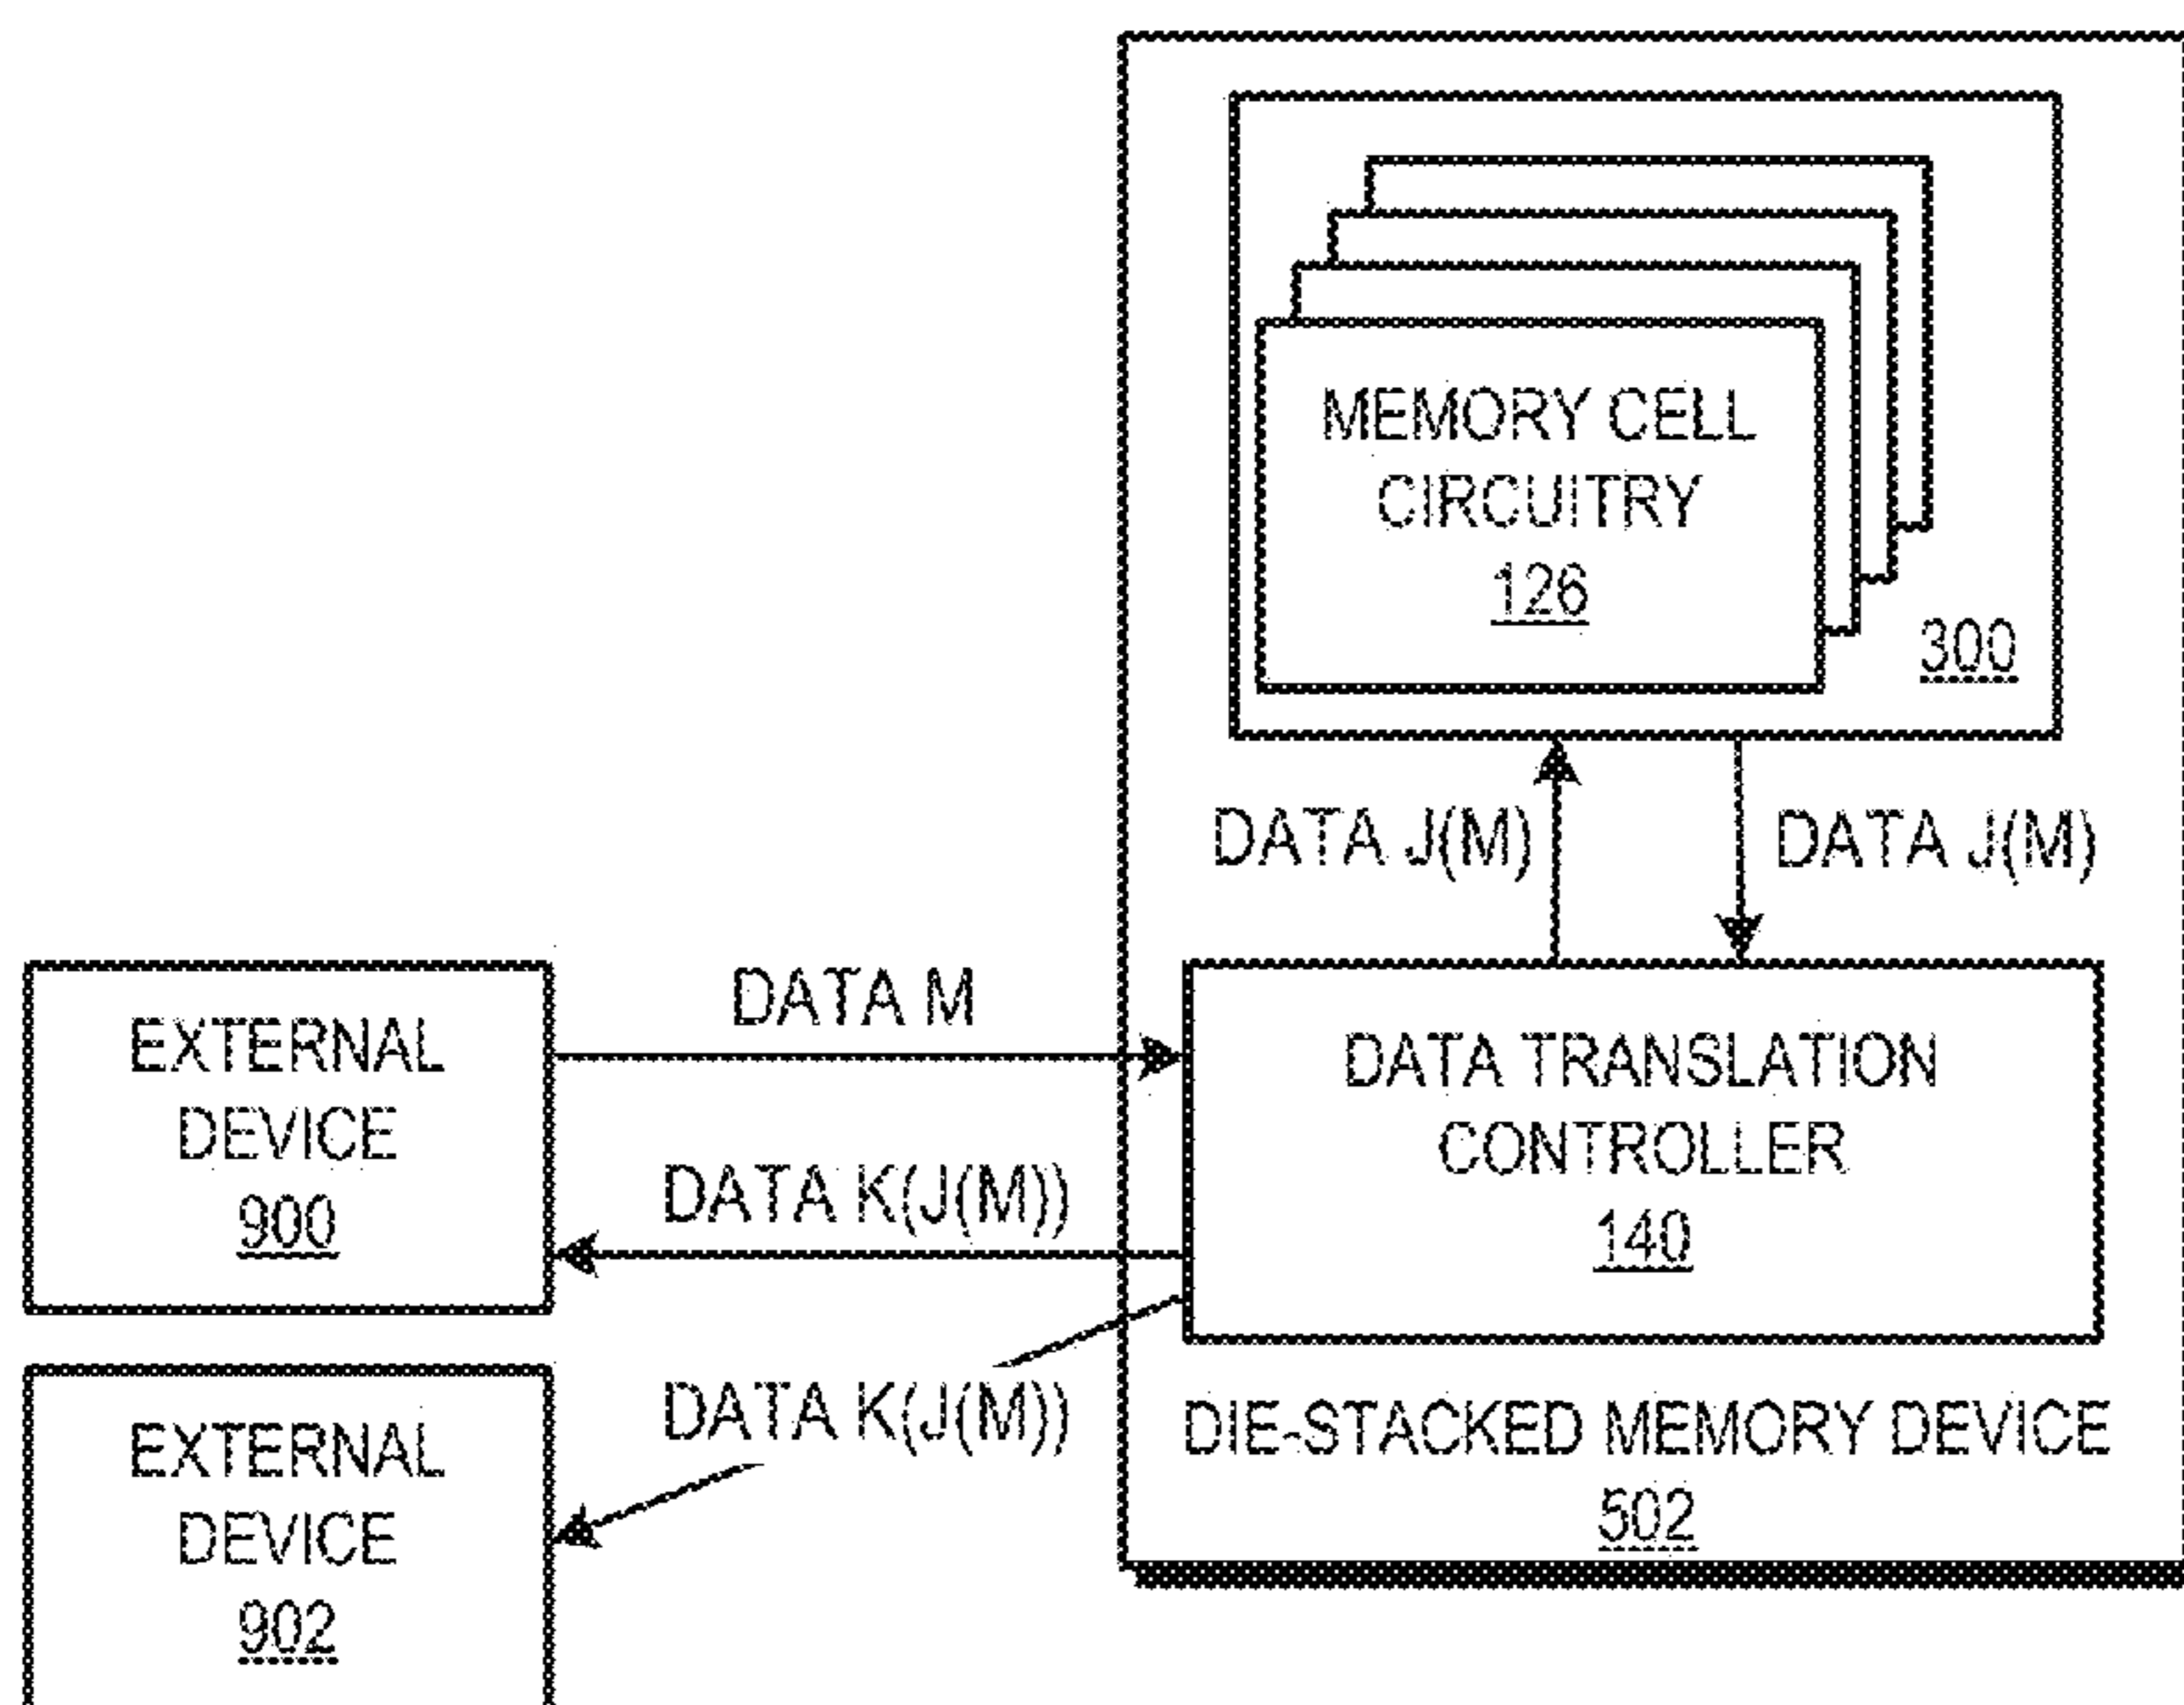 MEMORY CELL
CIRCUITRY
126
300
DATA J(M)
DATA J(M)
DATA M
EXTERNAL
DEVICE
900
DATA K(J(M))
DATA TRANSLATION
CONTROLLER
140
DATA K(J(M))
DIE-STACKED MEMORY DEVICE
502
EXTERNAL
DEVICE
902